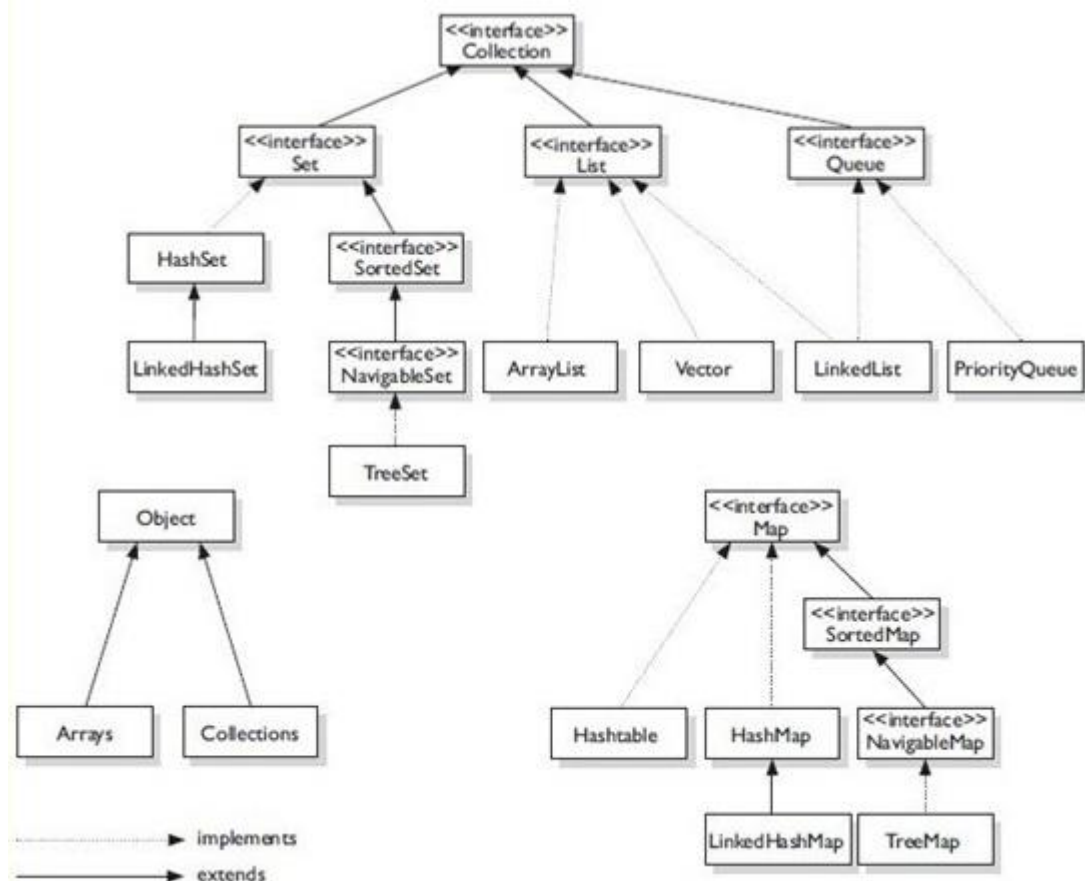 <<interface>>
Collection
<<interface>>
Set
<<interface>>
List
<<interface>>
Queue
HashSet
<<interface>>
SortedSet
LinkedHashSet
<<interface>>
NavigableSet
ArrayList
Vector
LinkedList
PriorityQueue
TreeSet
Object
<<interface>>
Map
<<interface>>
SortedMap
Arrays
Collections
Hashtable
HashMap
<<interface>>
NavigableMap
LinkedHashMap
TreeMap
implements
extends